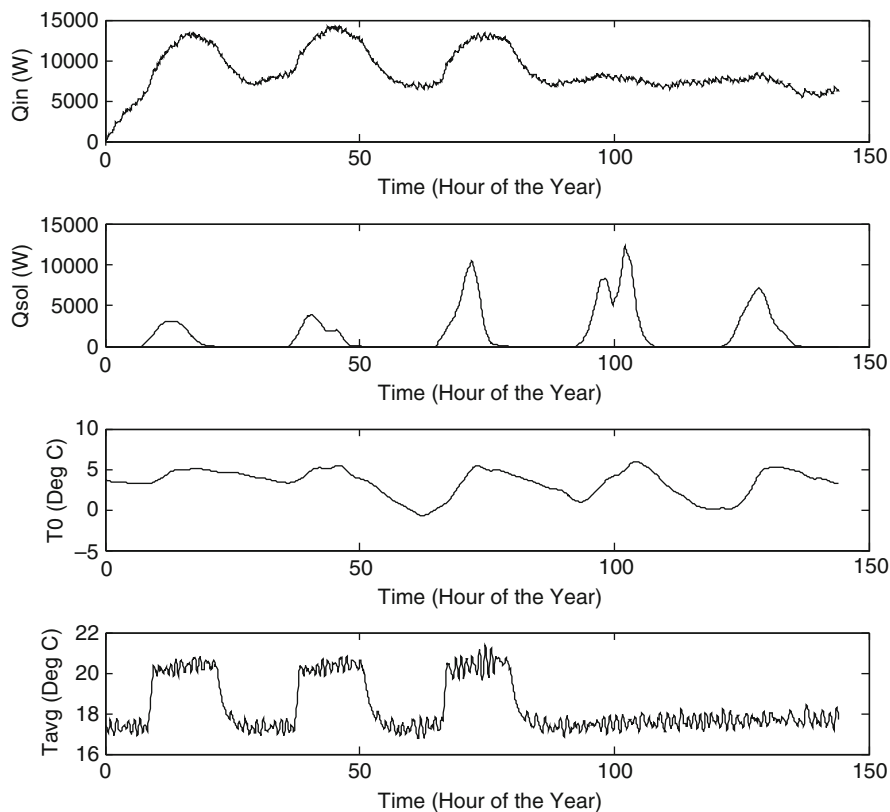 15000
10000
5000
0
Qin (W)
0 50 100 150
Time (Hour of the Year)
15000
10000
5000
0
Qsol (W)
0 50 100 150
Time (Hour of the Year)
10
5
0
–5
T0 (Deg C)
0 50 100 150
Time (Hour of the Year)
22
20
18
16
Tavg (Deg C)
0 50 100 150
Time (Hour of the Year)